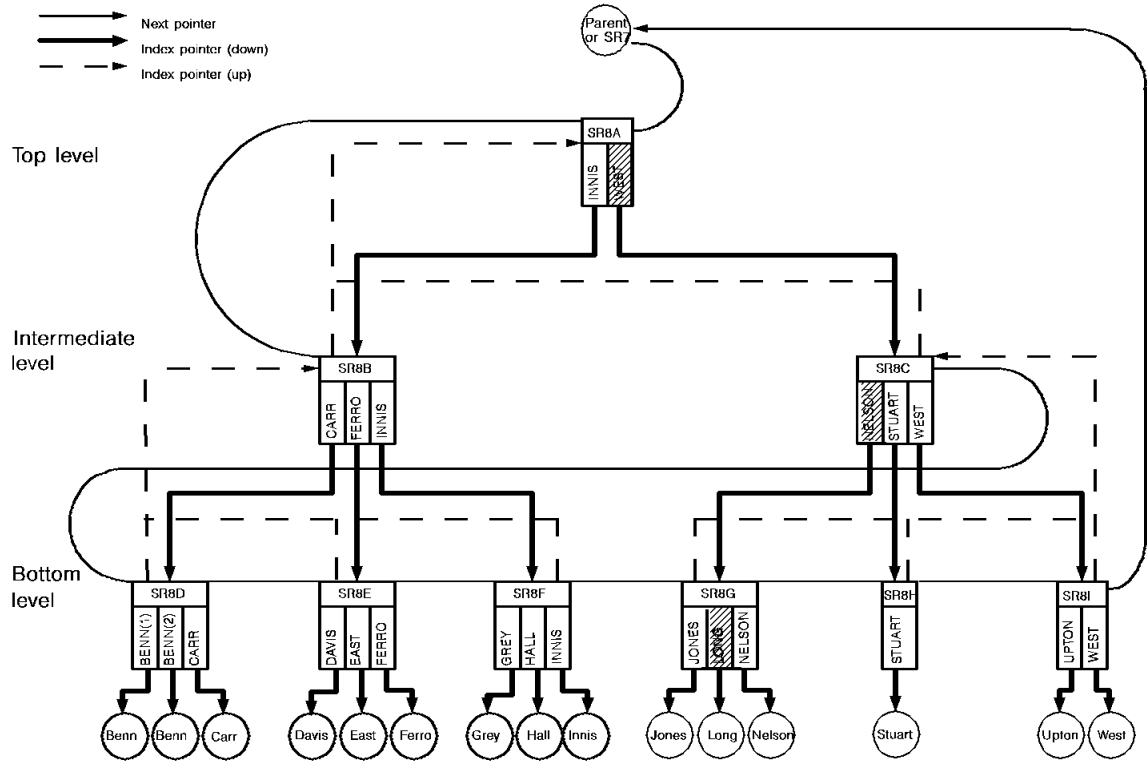 Next pointer
Index pointer (down)
Index pointer (up)
Parent
or SR7
Top level
SR8A
INNIS
WEST
Intermediate
level
SR8B
CARR
FERRO
INNIS
SR8C
NELSON
STUART
WEST
Bottom
level
SR8D
BENN(1)
BENN(2)
CARR
SR8E
DAVIS
EAST
FERRO
SR8F
GREY
HALL
INNIS
SR8G
JONES
LONG
NELSON
SR8H
STUART
SR8I
UPTON
WEST
Benn
Benn
Carr
Davis
East
Ferro
Grey
Hall
Innis
Jones
Long
Nelson
Stuart
Upton
West